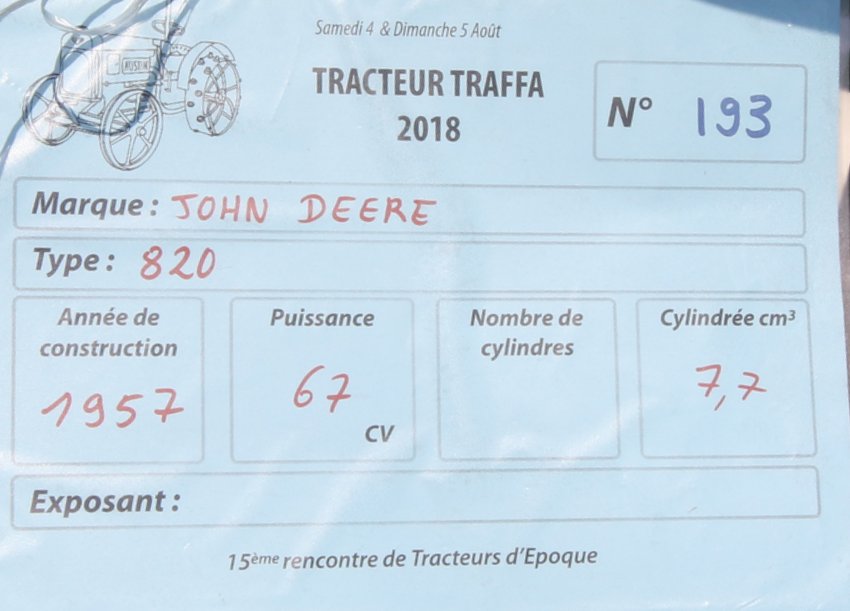 Samedi 4 & Dimanche 5 Août
TRACTEUR TRAFFA
2018
N° 193
AUSTIN
Marque : JOHN DEERE
Type : 820
Année de construction
1957
Puissance
67
CV
Nombre de cylindres
Cylindrée cm³
7,7
Exposant :
15ème rencontre de Tracteurs d'Epoque